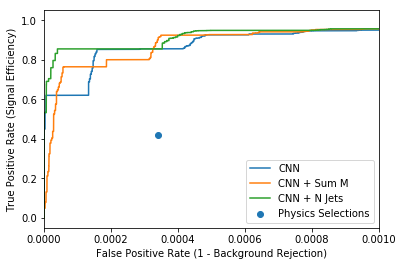 1.0
0.8
0.6
0.4
0.2
0.0
True Positive Rate (Signal Efficiency)
CNN
CNN + Sum M
CNN + N Jets
Physics Selections
0.0000 0.0002 0.0004 0.0006 0.0008 0.0010
False Positive Rate (1 - Background Rejection)